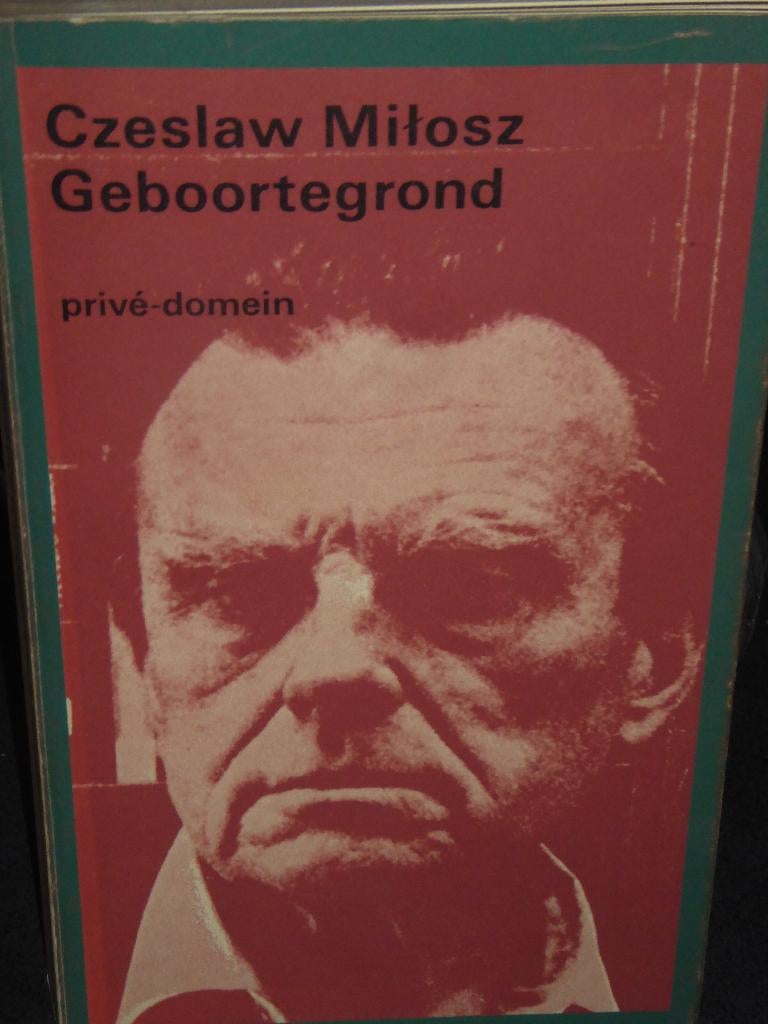 Czeslaw Miłosz
Geboortegrond
privé-domein